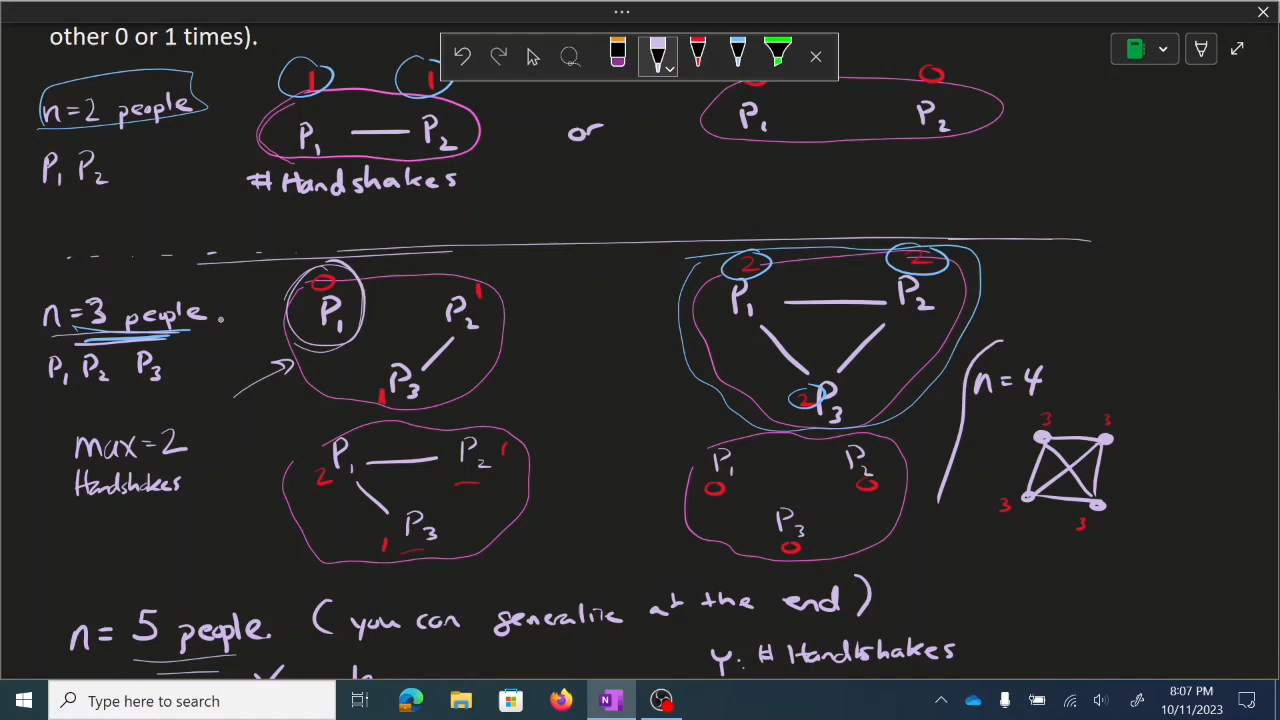 other 0 or 1 times).
n=2 people
1 1
P1 — P2
or
0
P1 P2
P1 P2
# Handshakes
n=3 people.
P1 P2 P3
0
P1
1
P2
1
P3
2 2
P1 P2
2 P3
n=4
3 3
3 3
max=2
Handshakes
P1 P2 1
2
1 P3
P1 P2
0 0
P3
0
n= 5 people. (you can generalize at the end)
y: # Handshakes
Type here to search
8:07 PM
10/11/2023